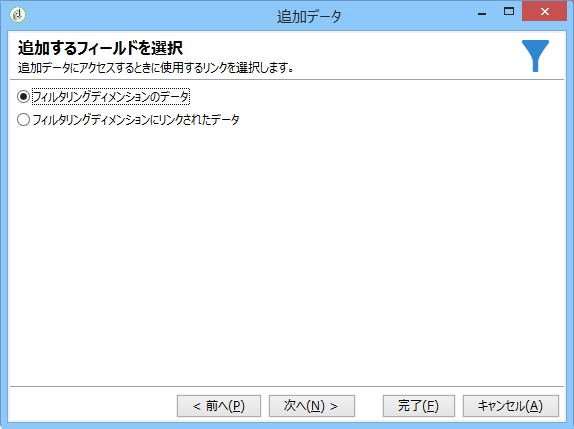 追加データ
追加するフィールドを選択
追加データにアクセスするときに使用するリンクを選択します。
フィルタリングディメンションのデータ
フィルタリングディメンションにリンクされたデータ
< 前へ(P)
次へ(N) >
完了(F)
キャンセル(A)